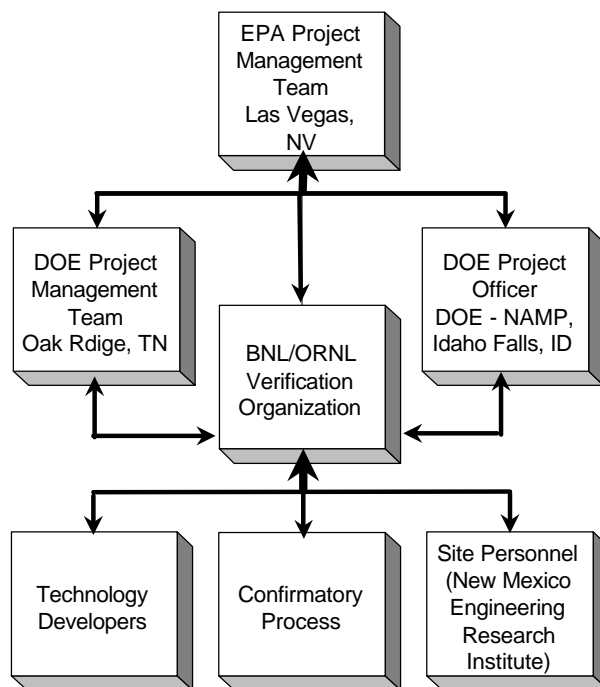 EPA Project
Management
Team
Las Vegas,
NV
DOE Project
Management
Team
Oak Rdige, TN
BNL/ORNL
Verification
Organization
DOE Project
Officer
DOE - NAMP,
Idaho Falls, ID
Technology
Developers
Confirmatory
Process
Site Personnel
(New Mexico
Engineering
Research
Institute)